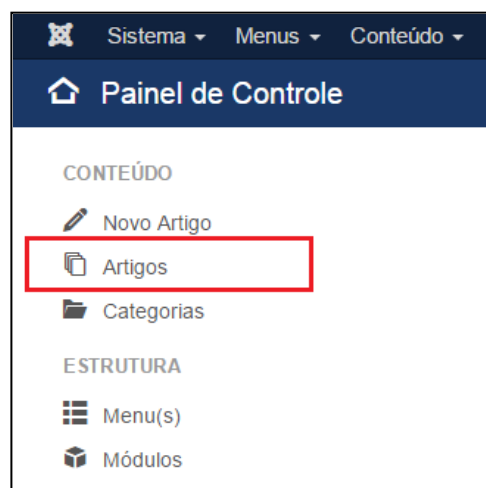 Sistema Menus Conteúdo
Painel de Controle
CONTEÚDO
Novo Artigo
Artigos
Categorias
ESTRUTURA
Menu(s)
Módulos